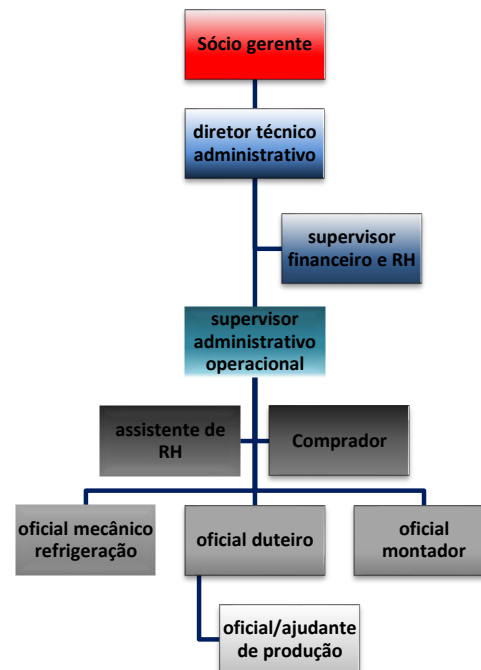 Sócio gerente
diretor técnico
administrativo
supervisor
financeiro e RH
supervisor
administrativo
operacional
assistente de
RH
Comprador
oficial mecânico
refrigeração
oficial duteiro
oficial
montador
oficial/ajudante
de produção